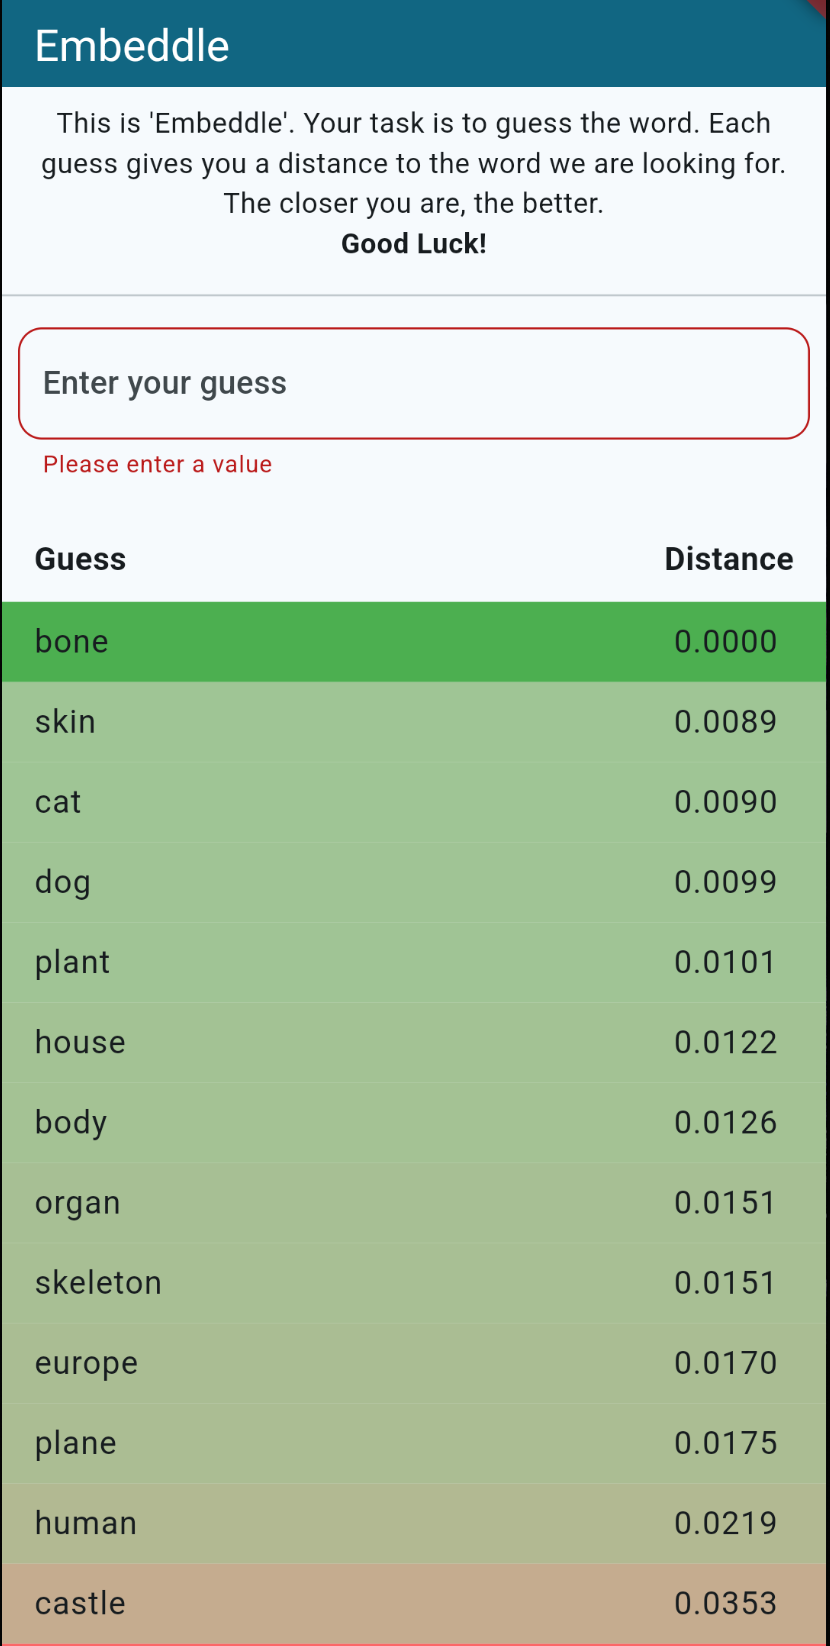 Embeddle
This is 'Embeddle'. Your task is to guess the word. Each
guess gives you a distance to the word we are looking for.
The closer you are, the better.
Good Luck!
Enter your guess
Please enter a value
Guess Distance
bone 0.0000
skin 0.0089
cat 0.0090
dog 0.0099
plant 0.0101
house 0.0122
body 0.0126
organ 0.0151
skeleton 0.0151
europe 0.0170
plane 0.0175
human 0.0219
castle 0.0353